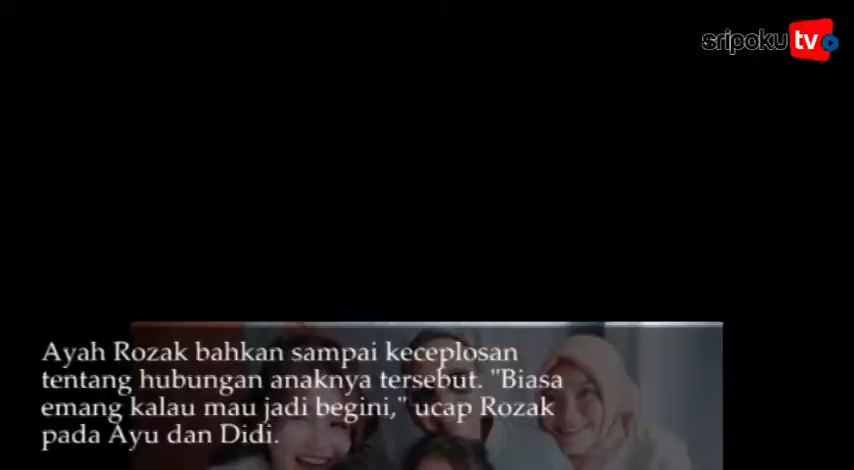 sripoku tv
Ayah Rozak bahkan sampai keceplosan
tentang hubungan anaknya tersebut. "Biasa
emang kalau mau jadi begini," ucap Rozak
pada Ayu dan Didi.